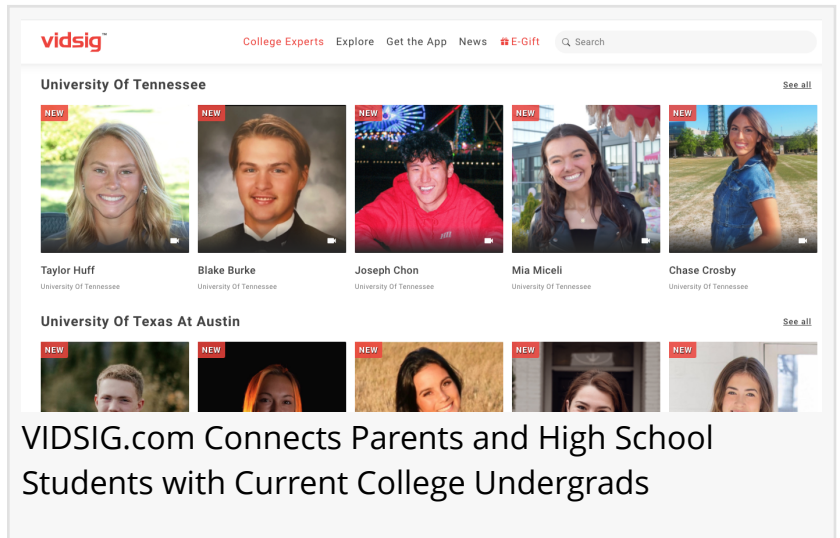 vidsig™
College Experts Explore Get the App News E-Gift Search
University Of Tennessee See all
NEW NEW NEW NEW NEW
Taylor Huff Blake Burke Joseph Chon Mia Miceli Chase Crosby
University Of Tennessee University Of Tennessee University Of Tennessee University Of Tennessee University Of Tennessee
University Of Texas At Austin See all
NEW NEW NEW NEW NEW
VIDSIG.com Connects Parents and High School
Students with Current College Undergrads